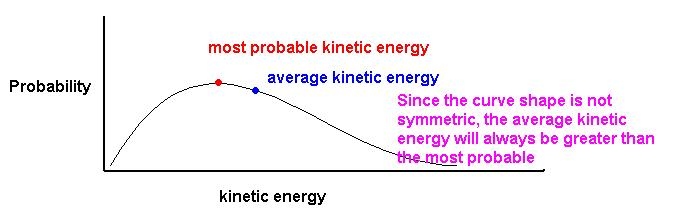 most probable kinetic energy
Probability
average kinetic energy
Since the curve shape is not
symmetric, the average kinetic
energy will always be greater than
the most probable
kinetic energy